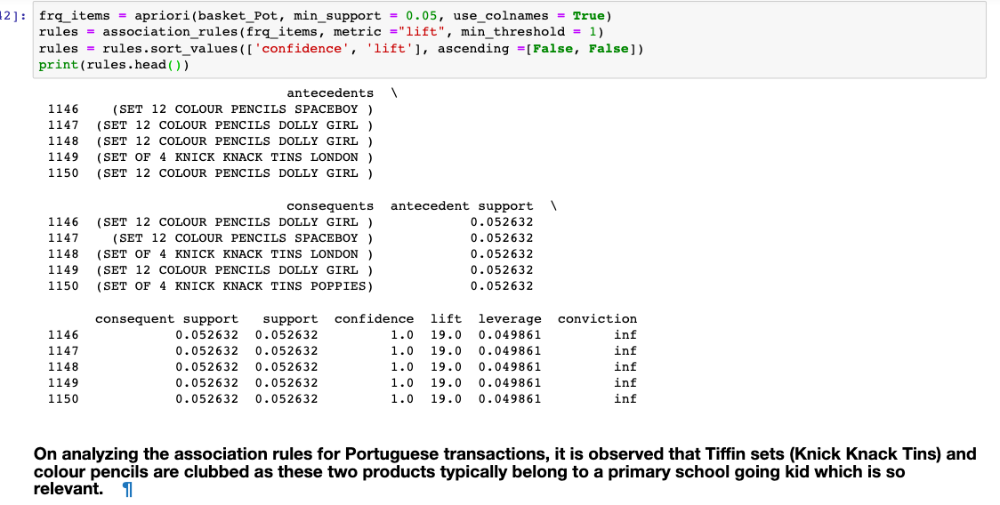 12]: frq_items = apriori(basket_Pot, min_support = 0.05, use_colnames = True)
rules = association_rules(frq_items, metric ="lift", min_threshold = 1)
rules = rules.sort_values(['confidence', 'lift'], ascending =[False, False])
print(rules.head())
antecedents \
1146 (SET 12 COLOUR PENCILS SPACEBOY )
1147 (SET 12 COLOUR PENCILS DOLLY GIRL )
1148 (SET 12 COLOUR PENCILS DOLLY GIRL )
1149 (SET OF 4 KNICK KNACK TINS LONDON )
1150 (SET 12 COLOUR PENCILS DOLLY GIRL )
consequents antecedent support \
1146 (SET 12 COLOUR PENCILS DOLLY GIRL ) 0.052632
1147 (SET 12 COLOUR PENCILS SPACEBOY ) 0.052632
1148 (SET OF 4 KNICK KNACK TINS LONDON ) 0.052632
1149 (SET 12 COLOUR PENCILS DOLLY GIRL ) 0.052632
1150 (SET OF 4 KNICK KNACK TINS POPPIES) 0.052632
consequent support support confidence lift leverage conviction
1146 0.052632 0.052632 1.0 19.0 0.049861 inf
1147 0.052632 0.052632 1.0 19.0 0.049861 inf
1148 0.052632 0.052632 1.0 19.0 0.049861 inf
1149 0.052632 0.052632 1.0 19.0 0.049861 inf
1150 0.052632 0.052632 1.0 19.0 0.049861 inf
On analyzing the association rules for Portuguese transactions, it is observed that Tiffin sets (Knick Knack Tins) and
colour pencils are clubbed as these two products typically belong to a primary school going kid which is so
relevant. ¶